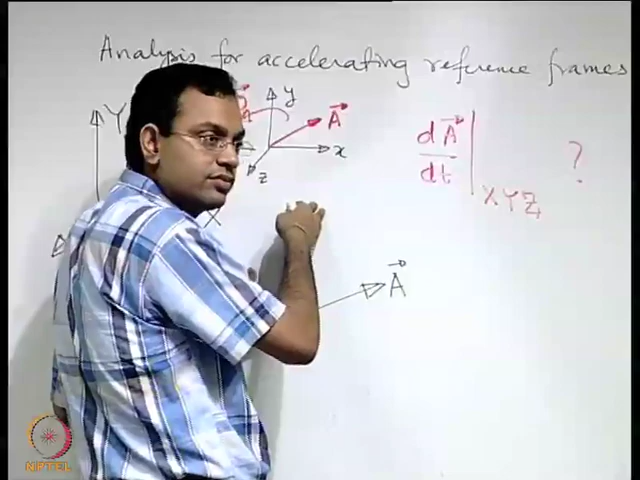 Analysis for accelerating reference frames
Y
y
A
x
z
X
dA
dt
XYZ
?
A
NPTEL